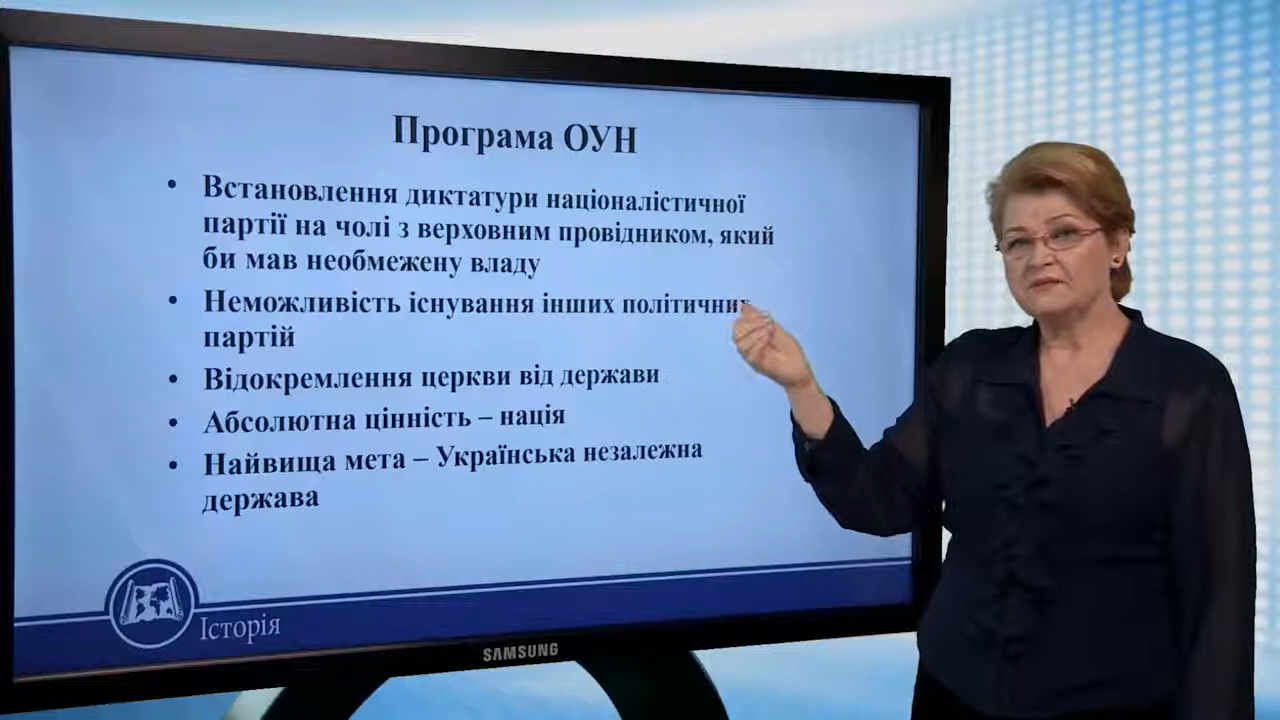 Програма ОУН
• Встановлення диктатури націоналістичної
партії на чолі з верховним провідником, який
би мав необмежену владу
• Неможливість існування інших політичних
партій
• Відокремлення церкви від держави
• Абсолютна цінність – нація
• Найвища мета – Українська незалежна
держава
Історія
SAMSUNG